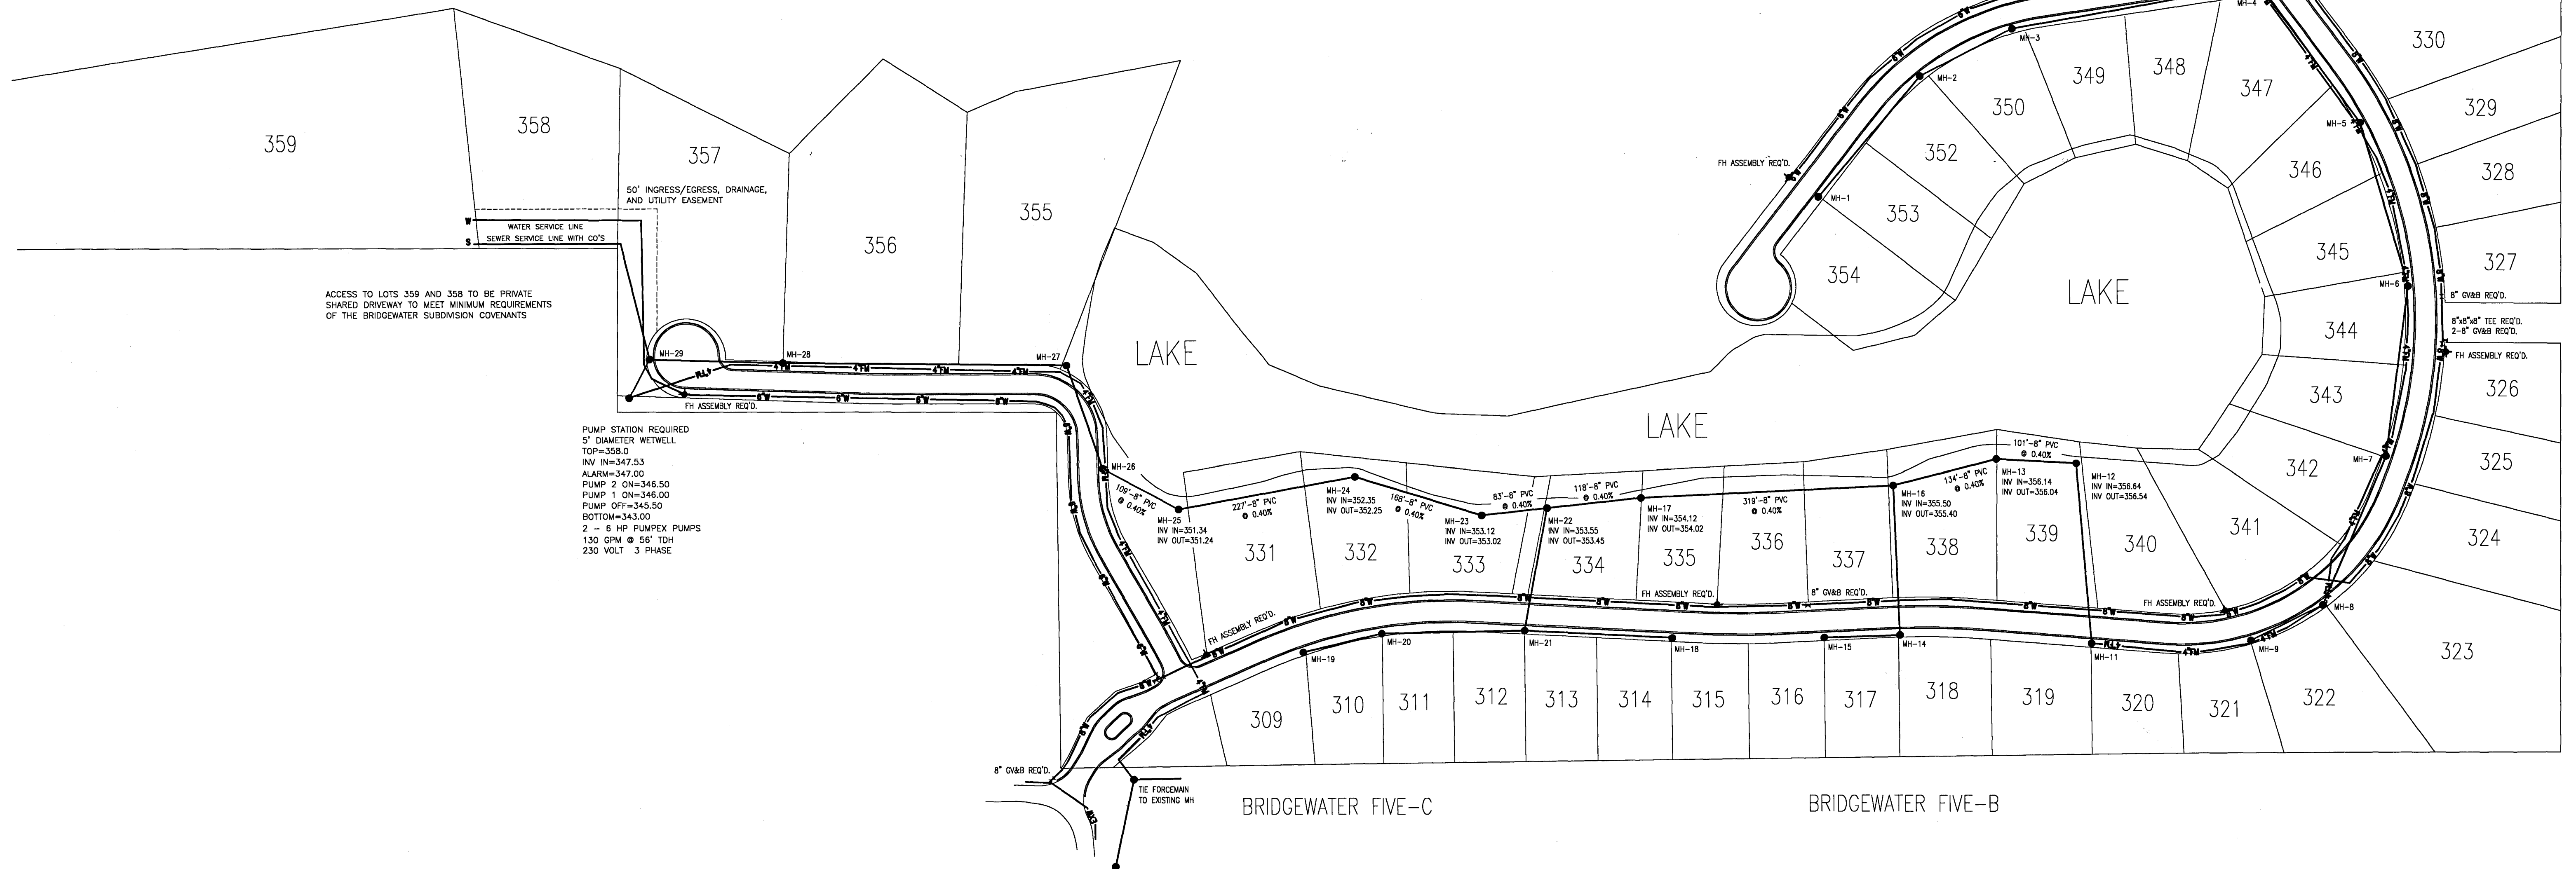 359
358
357
356
355
50' INGRESS/EGRESS, DRAINAGE,
AND UTILITY EASEMENT
W
WATER SERVICE LINE
S
SEWER SERVICE LINE WITH CO'S
ACCESS TO LOTS 359 AND 358 TO BE PRIVATE
SHARED DRIVEWAY TO MEET MINIMUM REQUIREMENTS
OF THE BRIDGEWATER SUBDIVISION COVENANTS
MH-29
MH-28
MH-27
4"FM
4"FM
4"FM
4"FM
4"FM
FH ASSEMBLY REQ'D.
PUMP STATION REQUIRED
5' DIAMETER WETWELL
TOP=358.0
INV IN=347.53
ALARM=347.00
PUMP 2 ON=346.50
PUMP 1 ON=346.00
PUMP OFF=345.50
BOTTOM=343.00
2 - 6 HP PUMPEX PUMPS
130 GPM @ 56' TDH
230 VOLT 3 PHASE
LAKE
LAKE
LAKE
MH-4
MH-3
MH-2
MH-1
MH-5
MH-6
MH-7
MH-8
MH-9
FH ASSEMBLY REQ'D.
330
329
328
327
349
348
347
350
352
353
354
346
345
344
343
342
341
340
8" GV&B REQ'D.
8"x8"x8" TEE REQ'D.
2-8" GV&B REQ'D.
FH ASSEMBLY REQ'D.
326
325
324
323
MH-26
109'-8" PVC
@ 0.40%
MH-25
INV IN=351.34
INV OUT=351.24
227'-8" PVC
@ 0.40%
MH-24
INV IN=352.35
INV OUT=352.25
168'-8" PVC
@ 0.40%
MH-23
INV IN=353.12
INV OUT=353.02
83'-8" PVC
@ 0.40%
MH-22
INV IN=353.55
INV OUT=353.45
118'-8" PVC
@ 0.40%
MH-17
INV IN=354.12
INV OUT=354.02
319'-8" PVC
@ 0.40%
MH-16
INV IN=355.50
INV OUT=355.40
134'-8" PVC
@ 0.40%
MH-13
INV IN=356.14
INV OUT=356.04
101'-8" PVC
@ 0.40%
MH-12
INV IN=356.64
INV OUT=356.54
331
332
333
334
335
336
337
338
339
FH ASSEMBLY REQ'D.
FH ASSEMBLY REQ'D.
8" GV&B REQ'D.
FH ASSEMBLY REQ'D.
MH-19
MH-20
MH-21
MH-18
MH-15
MH-14
MH-11
309
310
311
312
313
314
315
316
317
318
319
320
321
322
8" GV&B REQ'D.
TIE FORCEMAIN
TO EXISTING MH
BRIDGEWATER FIVE-C
BRIDGEWATER FIVE-B